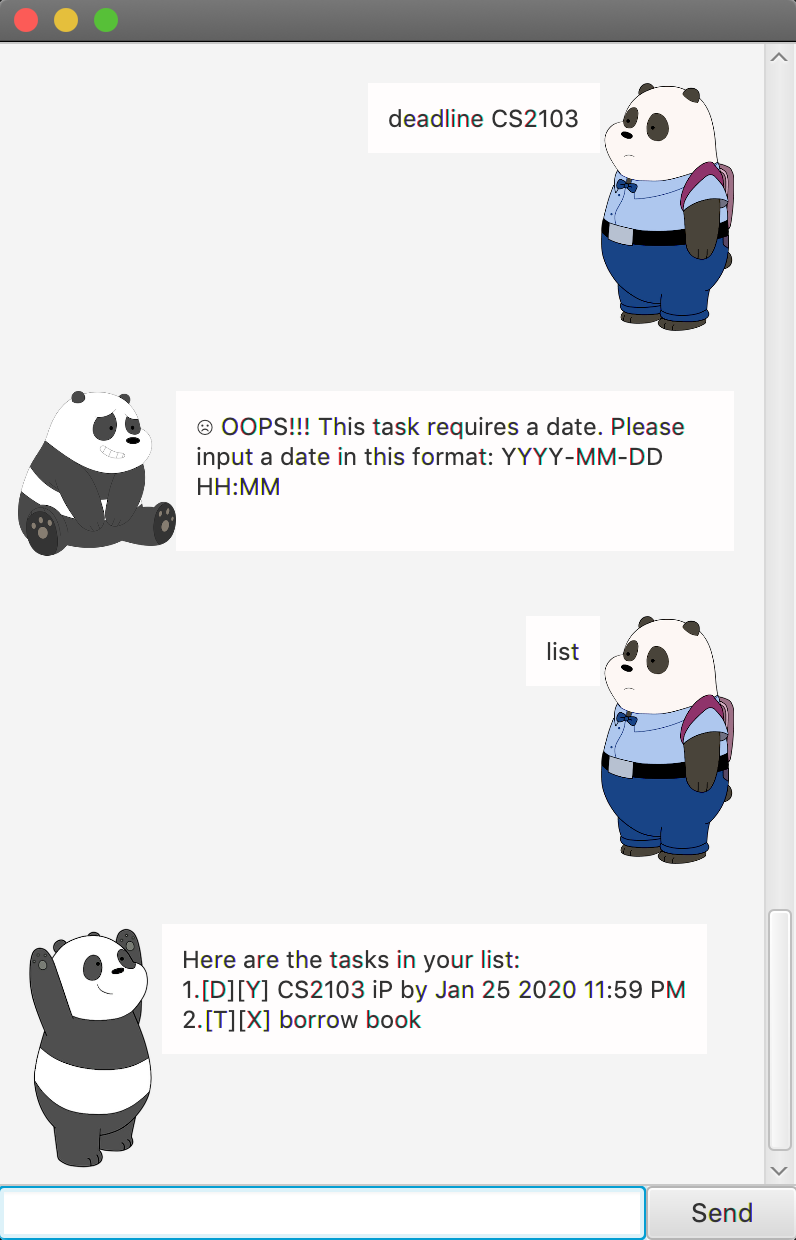 deadline CS2103
☹ OOPS!!! This task requires a date. Please
input a date in this format: YYYY-MM-DD
HH:MM
list
Here are the tasks in your list:
1.[D][Y] CS2103 iP by Jan 25 2020 11:59 PM
2.[T][X] borrow book
Send